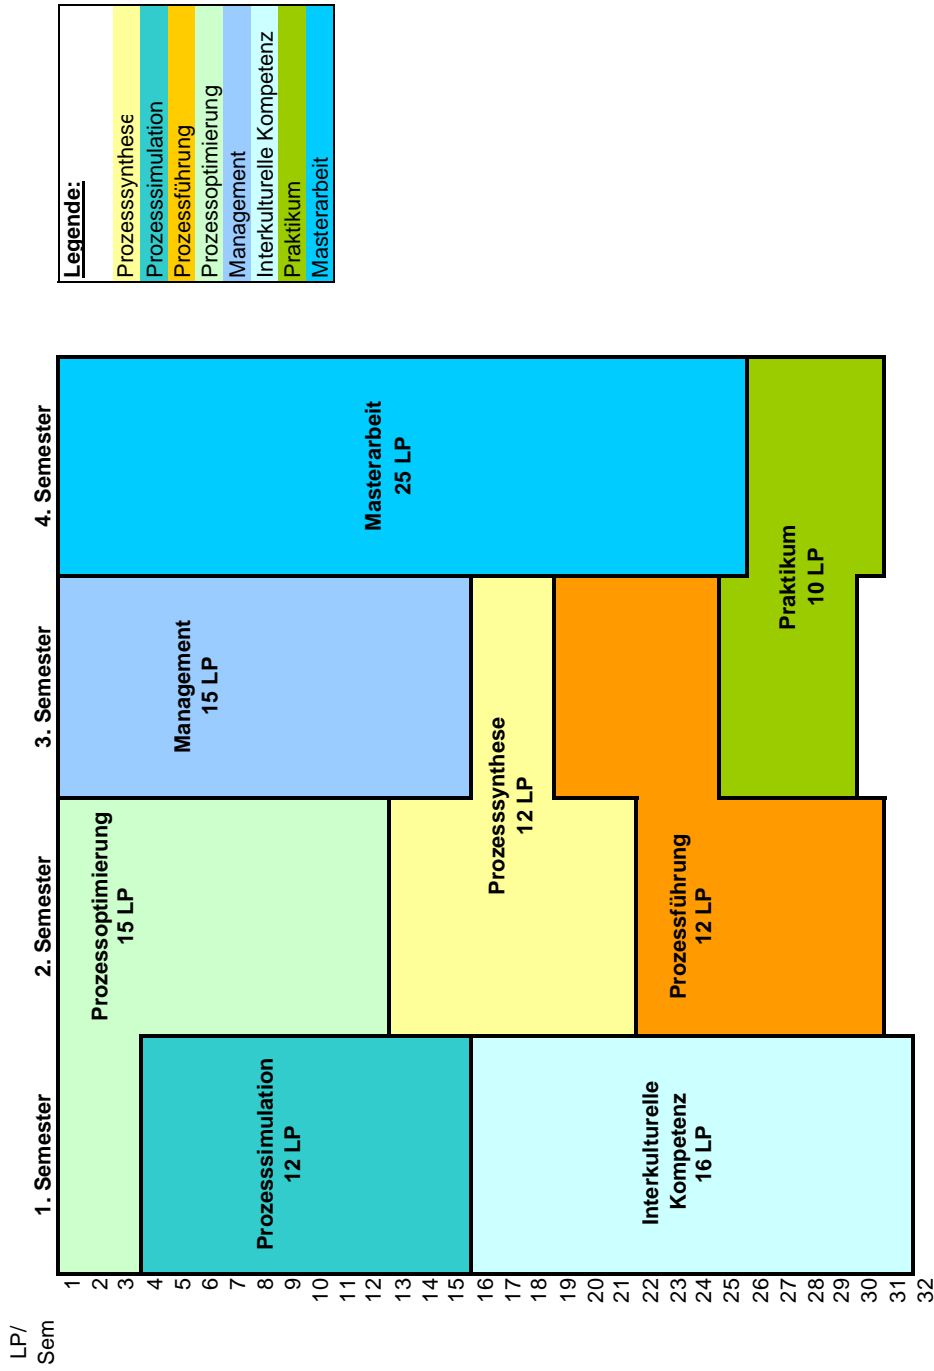 LP/
Sem
1. Semester
2. Semester
3. Semester
4. Semester
1
2
3
4
5
6
7
8
9
10
11
12
13
14
15
16
17
18
19
20
21
22
23
24
25
26
27
28
29
30
31
32
Prozessoptimierung
15 LP
Prozesssimulation
12 LP
Interkulturelle
Kompetenz
16 LP
Prozesssynthese
12 LP
Prozessführung
12 LP
Management
15 LP
Masterarbeit
25 LP
Praktikum
10 LP
Legende:
Prozesssynthese
Prozesssimulation
Prozessführung
Prozessoptimierung
Management
Interkulturelle Kompetenz
Praktikum
Masterarbeit